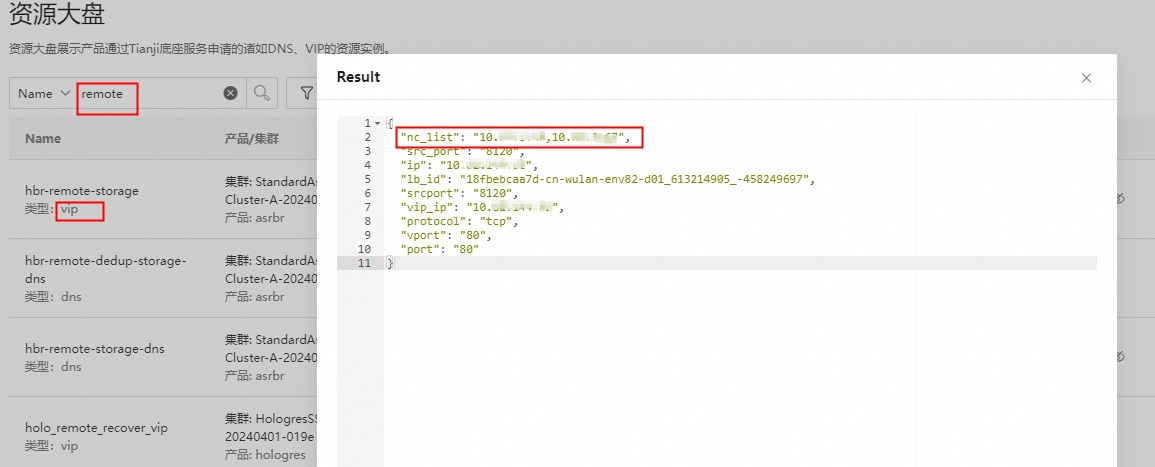 资源大盘
资源大盘展示产品通过Tianji底座服务申请的诸如DNS、VIP的资源实例。
Name remote
Name 产品/集群
hbr-remote-storage
类型: vip
集群: StandardAs
Cluster-A-20240
产品: asrbr
hbr-remote-dedup-storage-
dns
类型: dns
集群: StandardAs
Cluster-A-20240
产品: asrbr
hbr-remote-storage-dns
类型: dns
集群: StandardAs
Cluster-A-20240
产品: asrbr
holo_remote_recover_vip
类型: vip
集群: HologresSS
20240401-019e
产品: hologres
Result
1 {
2 "nc_list": "10. ,10. ",
3 "src_port": "8120",
4 "ip": "10.
5 "lb_id": "18fbebcaa7d-cn-wulan-env82-d01_613214905_-458249697",
6 "srcport": "8120",
7 "vip_ip": "10. ",
8 "protocol": "tcp",
9 "vport": "80",
10 "port": "80"
11 }